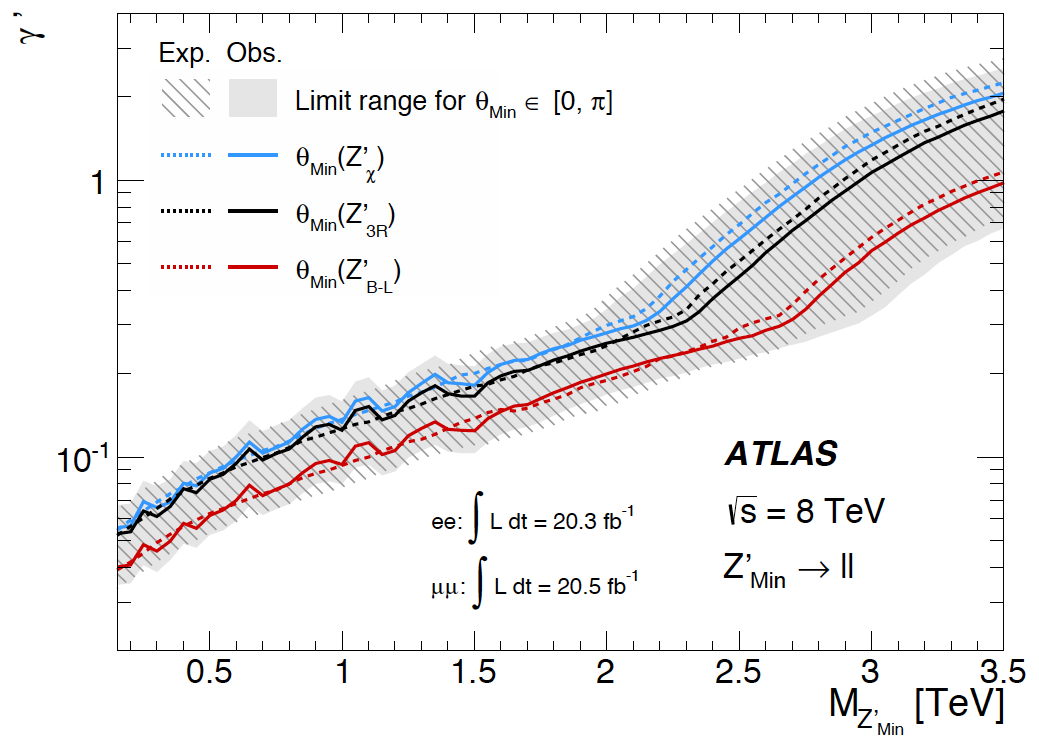 γ'
Exp. Obs.
Limit range for θMin ∈ [0, π]
θMin(Z'χ)
θMin(Z'3R)
θMin(Z'B-L)
1
10-1
ATLAS
ee: ∫ L dt = 20.3 fb-1
√s = 8 TeV
μμ: ∫ L dt = 20.5 fb-1
Z'Min → ll
0.5 1 1.5 2 2.5 3 3.5
MZ'Min [TeV]